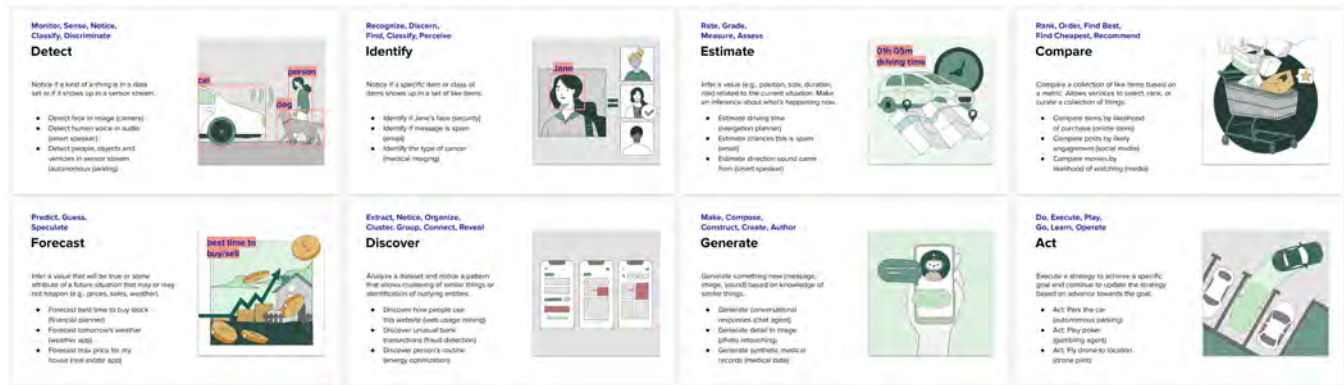 Monitor, Sense, Notice,
Classify, Discriminate
Detect
Notice if a kind of a thing is in a data
set or if it shows up in a sensor stream.
● Detect face in image (camera)
● Detect human voice in audio
(smart speaker)
● Detect people, objects and
vehicles in sensor stream
(autonomous parking)
car
person
dog
Recognize, Discern,
Find, Classify, Perceive
Identify
Notice if a specific item or class of
items shows up in a set of like items.
● Identify if Jane's face (security)
● Identify if message is spam
(email)
● Identify the type of cancer
(medical imaging)
Jane
Rate, Grade,
Measure, Assess
Estimate
Infer a value (e.g., position, size, duration,
risk) related to the current situation. Make
an inference about what's happening now.
● Estimate driving time
(navigation planner)
● Estimate chances this is spam
(email)
● Estimate direction sound came
from (smart speaker)
01h 05m
driving time
Rank, Order, Find Best,
Find Cheapest, Recommend
Compare
Compare a collection of like items based on
a metric. Allows services to select, rank, or
curate a collection of things.
● Compare items by likelihood
of purchase (online store)
● Compare posts by likely
engagement (social media)
● Compare movies by
likelihood of watching (media)
Predict, Guess,
Speculate
Forecast
Infer a value that will be true or some
attribute of a future situation that may or may
not happen (e.g., prices, sales, weather).
● Forecast best time to buy stock
(financial planner)
● Forecast tomorrow's weather
(weather app)
● Forecast max price for my
house (real estate app)
best time to
buy/sell
Extract, Notice, Organize,
Cluster, Group, Connect, Reveal
Discover
Analyze a dataset and notice a pattern
that allows clustering of similar things or
identification of outlying entities.
● Discover how people use
this website (web usage mining)
● Discover unusual bank
transactions (fraud detection)
● Discover person's routine
(energy optimization)
Make, Compose,
Construct, Create, Author
Generate
Generate something new (message,
image, sound) based on knowledge of
similar things.
● Generate conversational
responses (chat agent)
● Generate detail in image
(photo retouching)
● Generate synthetic medical
records (medical data)
Do, Execute, Play,
Go, Learn, Operate
Act
Execute a strategy to achieve a specific
goal and continue to update the strategy
based on advance towards the goal.
● Act: Park the car
(autonomous parking)
● Act: Play poker
(gambling agent)
● Act: Fly drone to location
(drone pilot)